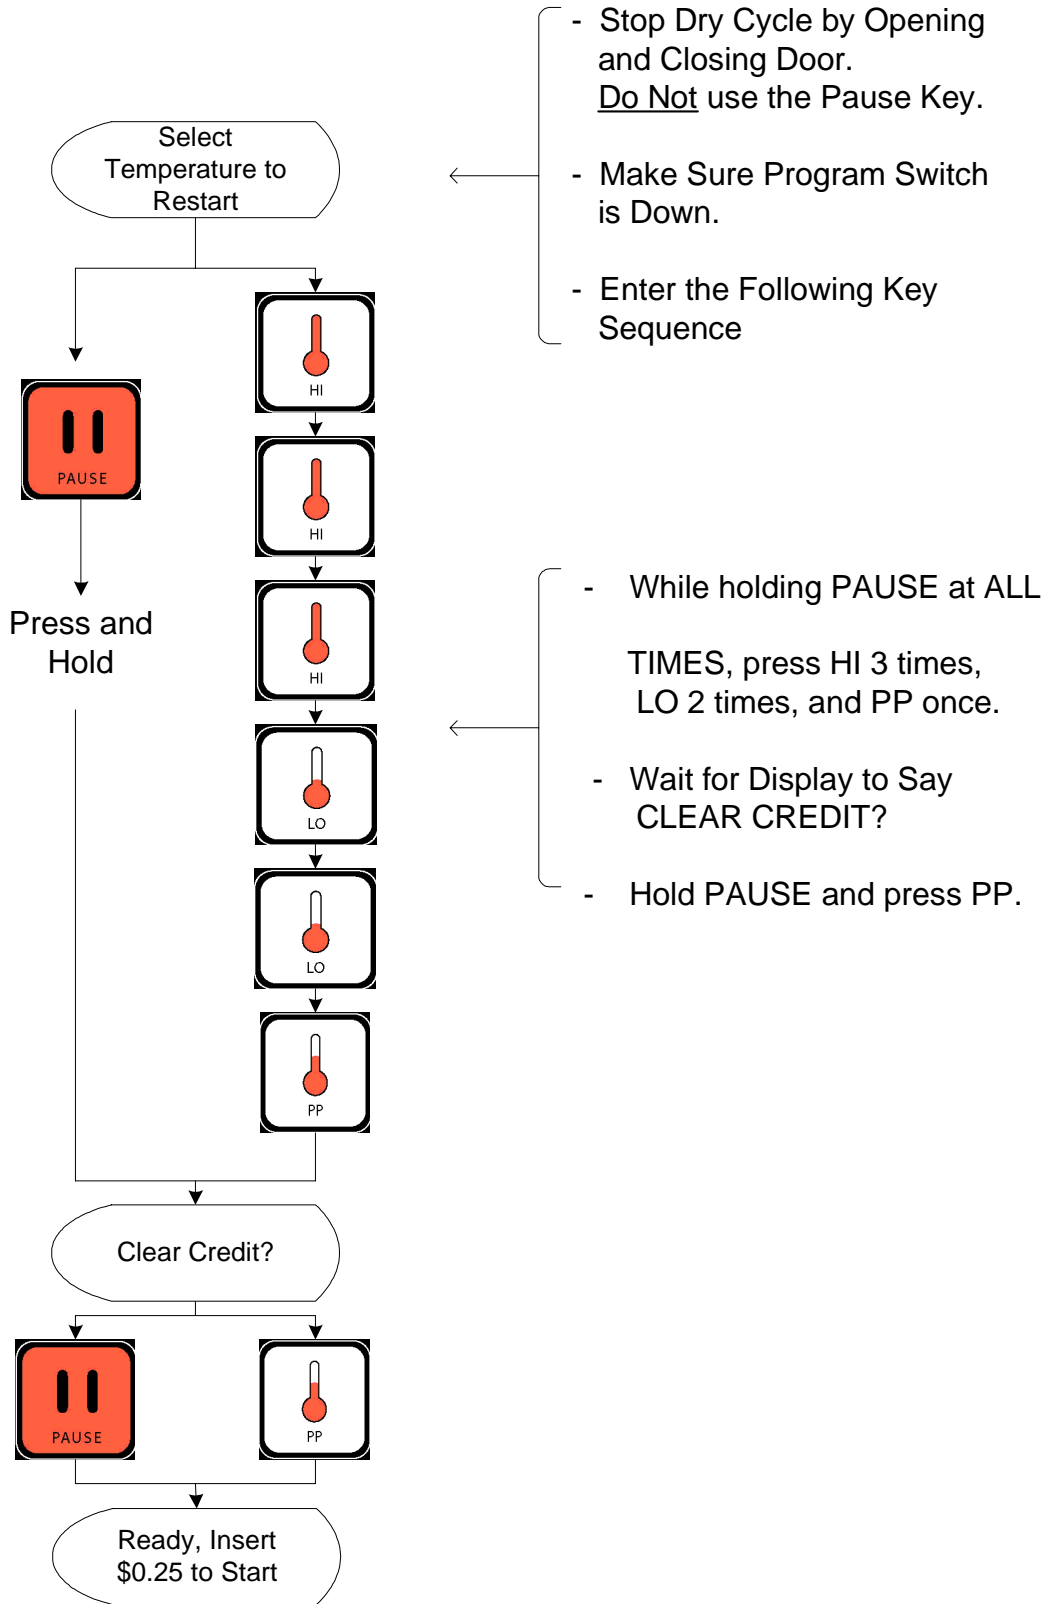 - Stop Dry Cycle by Opening
and Closing Door.
Do Not use the Pause Key.
- Make Sure Program Switch
is Down.
- Enter the Following Key
Sequence
Select
Temperature to
Restart
HI
PAUSE
HI
HI
Press and
Hold
- While holding PAUSE at ALL
TIMES, press HI 3 times,
LO 2 times, and PP once.
- Wait for Display to Say
CLEAR CREDIT?
- Hold PAUSE and press PP.
LO
LO
PP
Clear Credit?
PAUSE
PP
Ready, Insert
$0.25 to Start